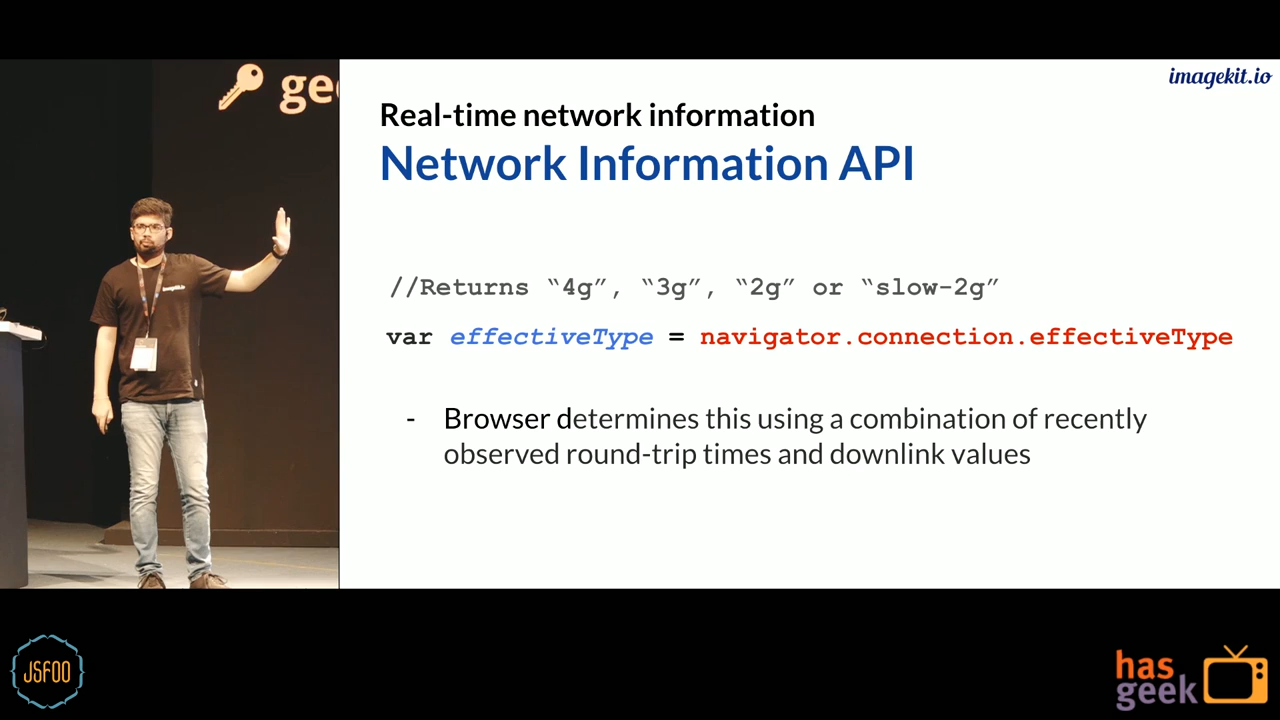 gee
imagekit.io
imagekit.io
Real-time network information
Network Information API
//Returns “4g”, “3g”, “2g” or “slow-2g”
var effectiveType = navigator.connection.effectiveType
- Browser determines this using a combination of recently
observed round-trip times and downlink values
JSFOO
has
geek